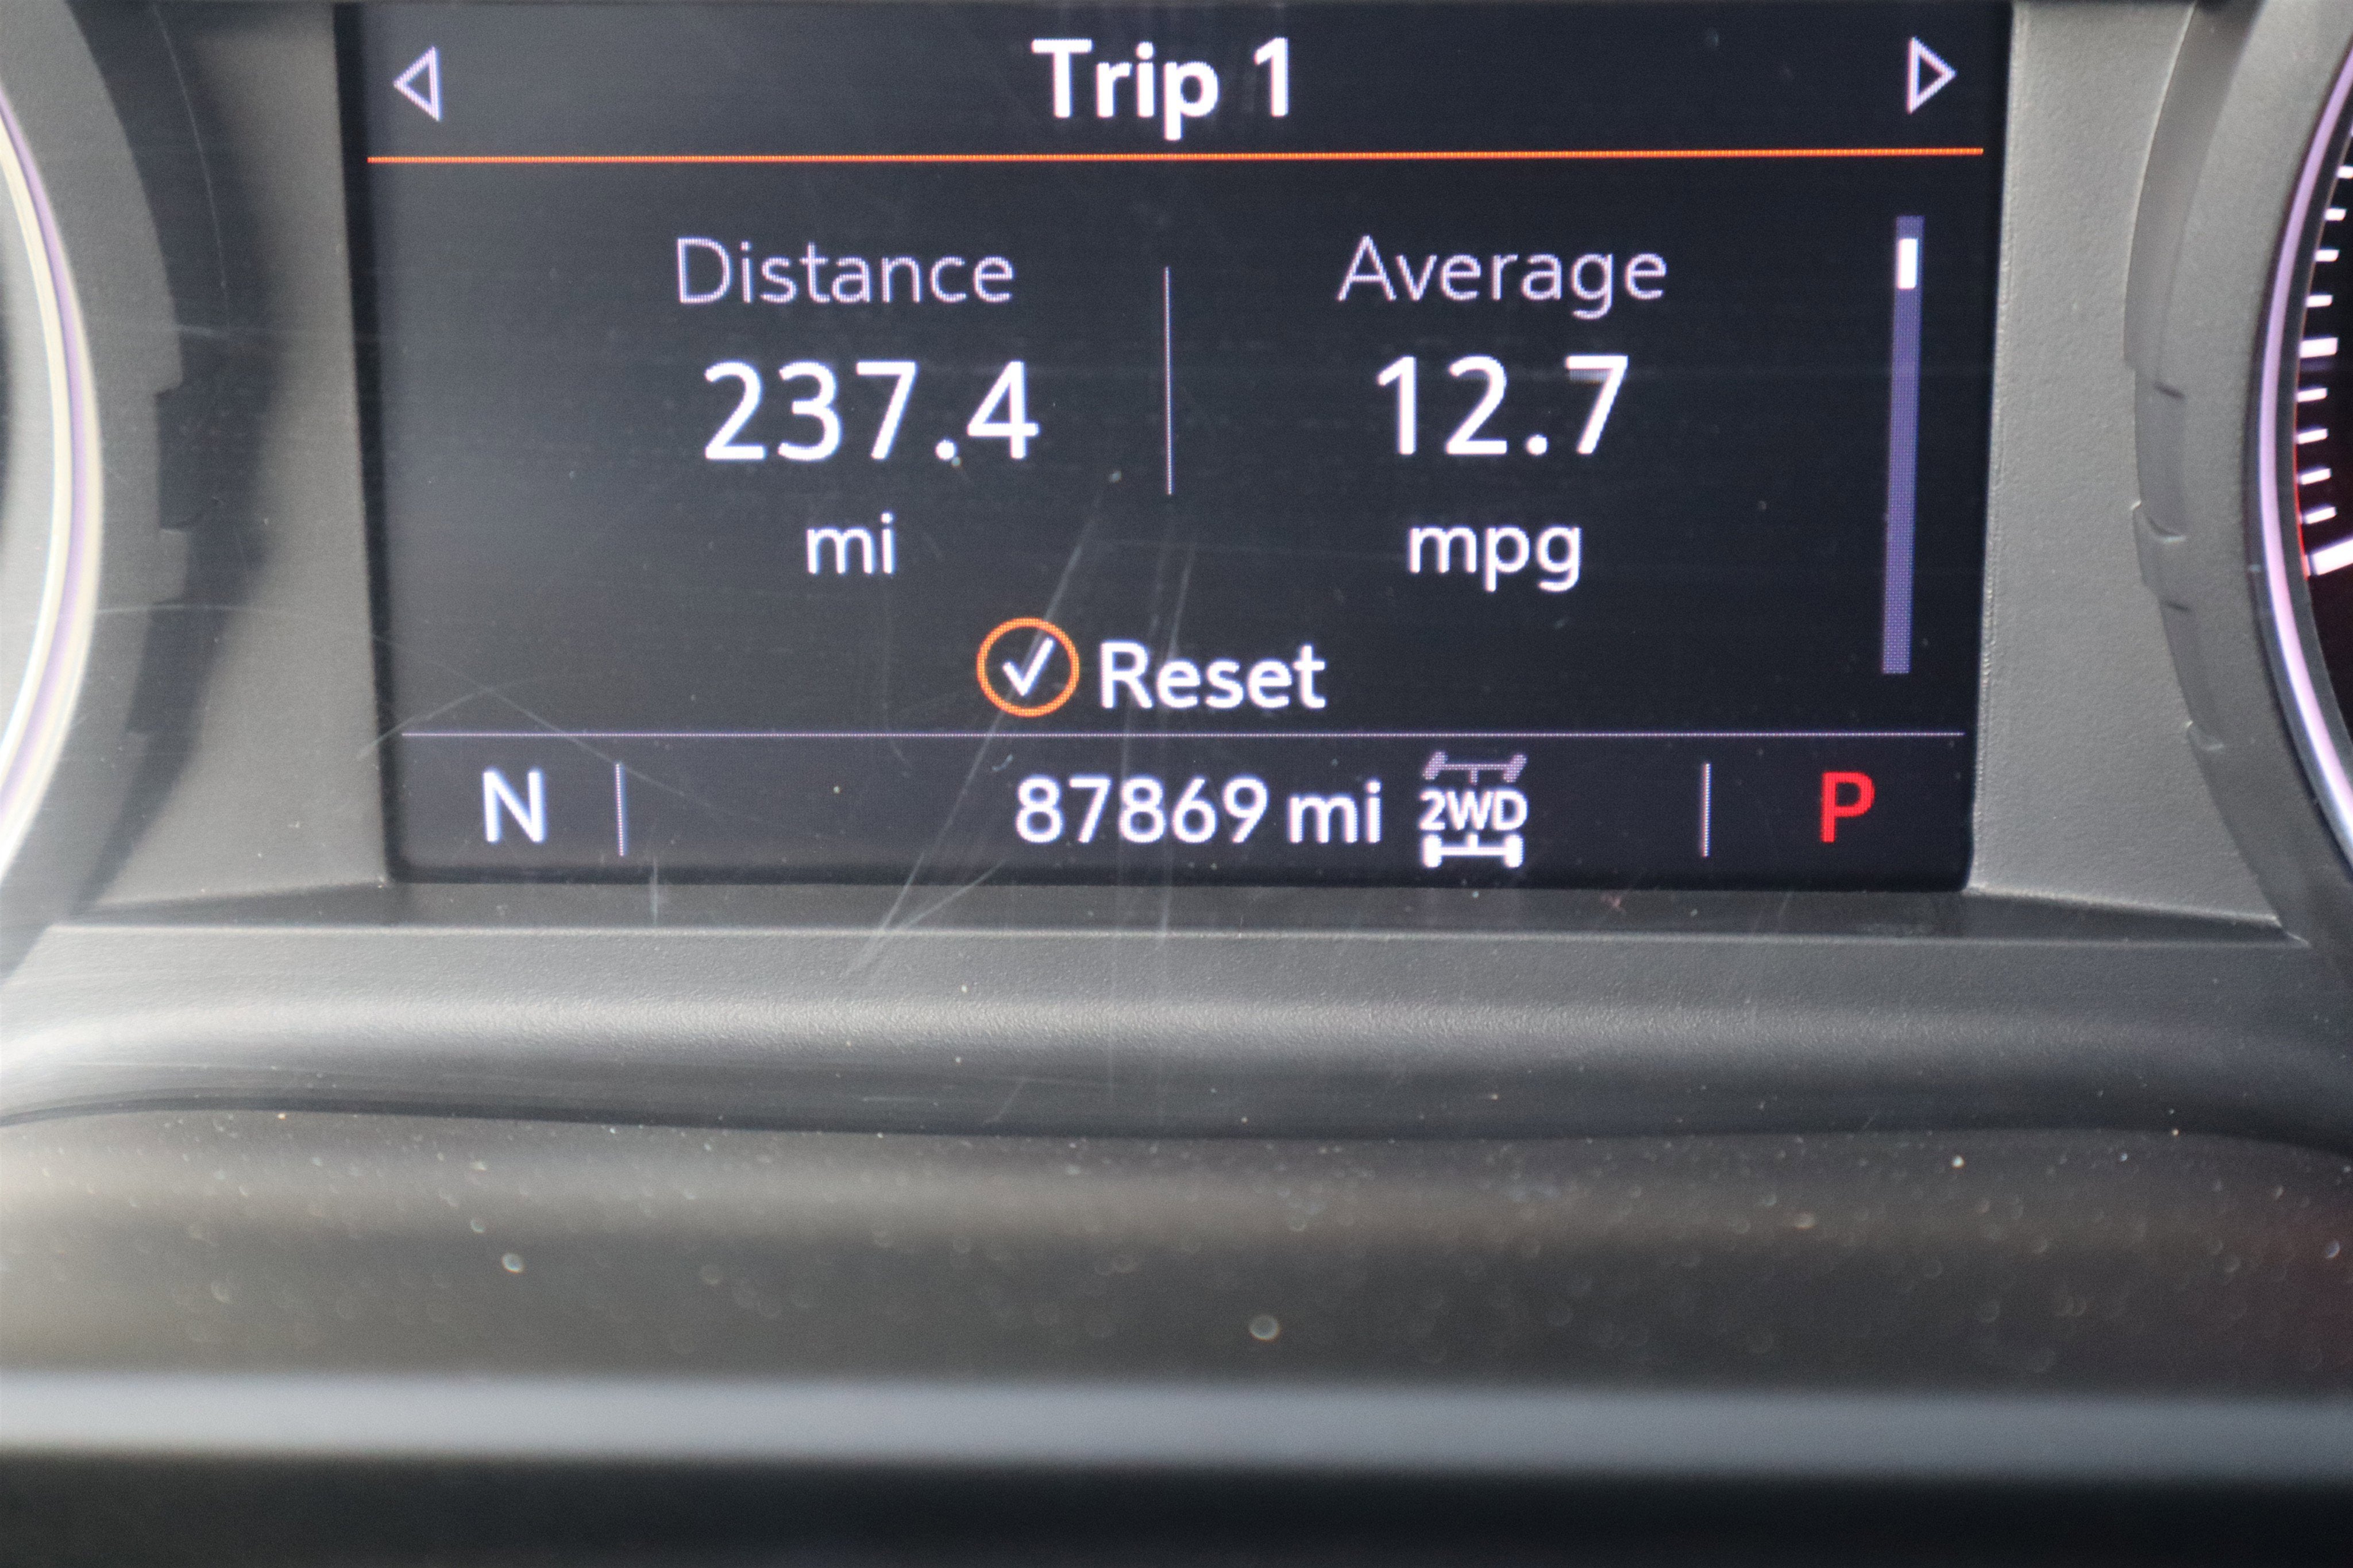 Trip 1
Distance Average
237.4 12.7
mi mpg
Reset
N 87869 mi 2WD P